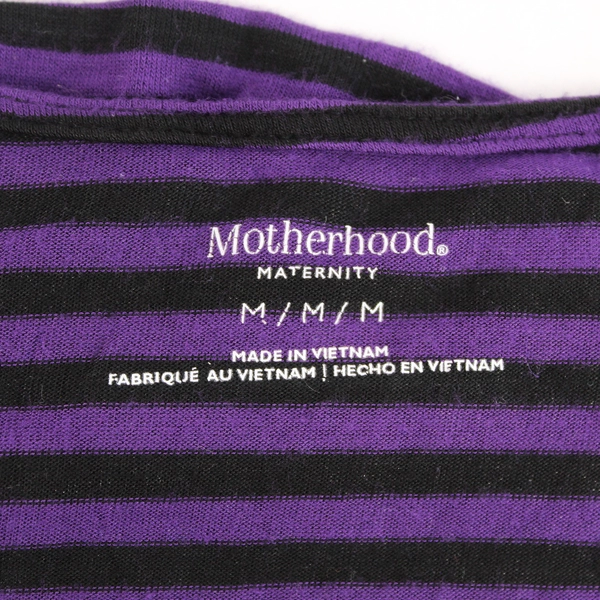 Motherhood®
MATERNITY
M / M / M
MADE IN VIETNAM
FABRIQUÉ AU VIETNAM | HECHO EN VIETNAM